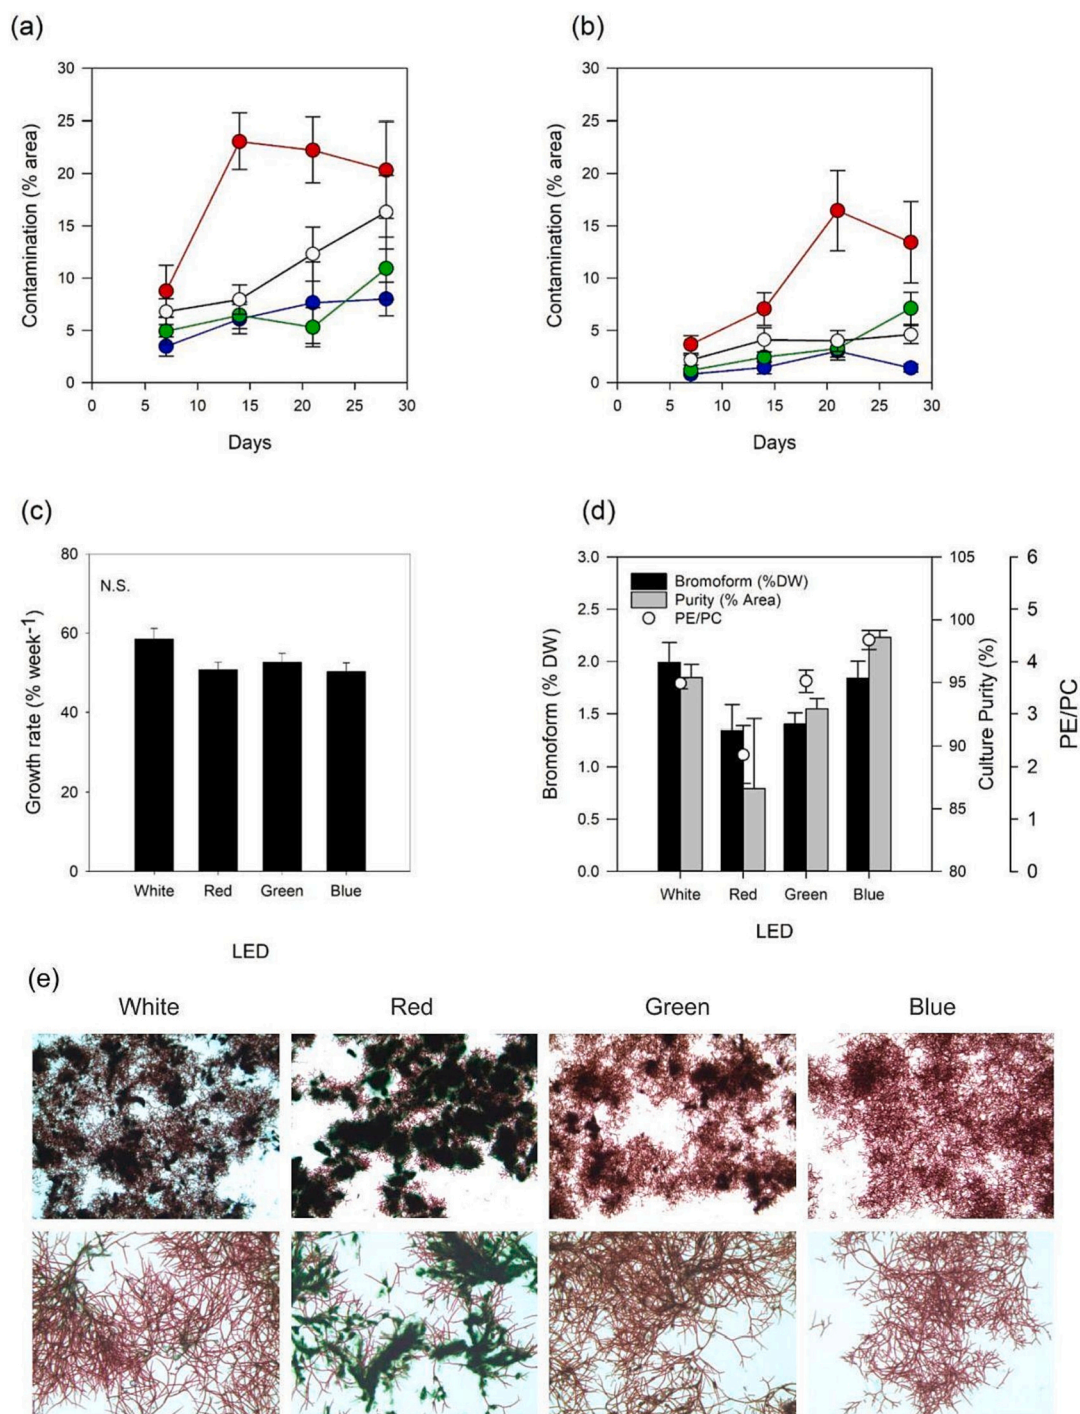 (a)
(b)
30
25
20
15
10
5
0
Contamination (% area)
0 5 10 15 20 25 30
Days
30
25
20
15
10
5
0
Contamination (% area)
0 5 10 15 20 25 30
Days
(c)
(d)
80
60
40
20
0
Growth rate (% week-1)
N.S.
White Red Green Blue
LED
3.0
2.5
2.0
1.5
1.0
0.5
0.0
Bromoform (% DW)
Bromoform (%DW)
Purity (% Area)
PE/PC
White Red Green Blue
LED
105
100
95
90
85
80
Culture Purity (%)
6
5
4
3
2
1
0
PE/PC
(e)
White Red Green Blue